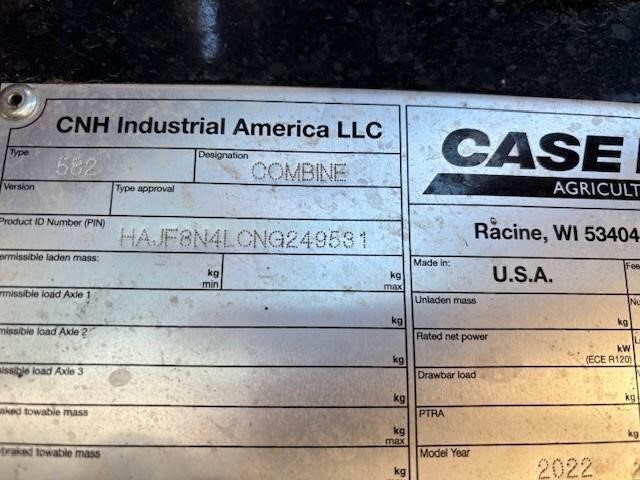 CNH Industrial America LLC
Type
582
Designation
COMBINE
Version
Type approval
Product ID Number (PIN)
HAJF8N4LCNG249531
ermissible laden mass:
kg
min
kg
max
ermissible load Axle 1
kg
missible load Axle 2
kg
issible load Axle 3
kg
aked towable mass
kg
max
braked towable mass
kg
CASE
AGRICULT
Racine, WI 53404
Made in:
U.S.A.
Fee
Unladen mass
kg
Nu
Rated net power
kW
(ECE R120)
Drawbar load
kg
PTRA
kg
Model Year
2022